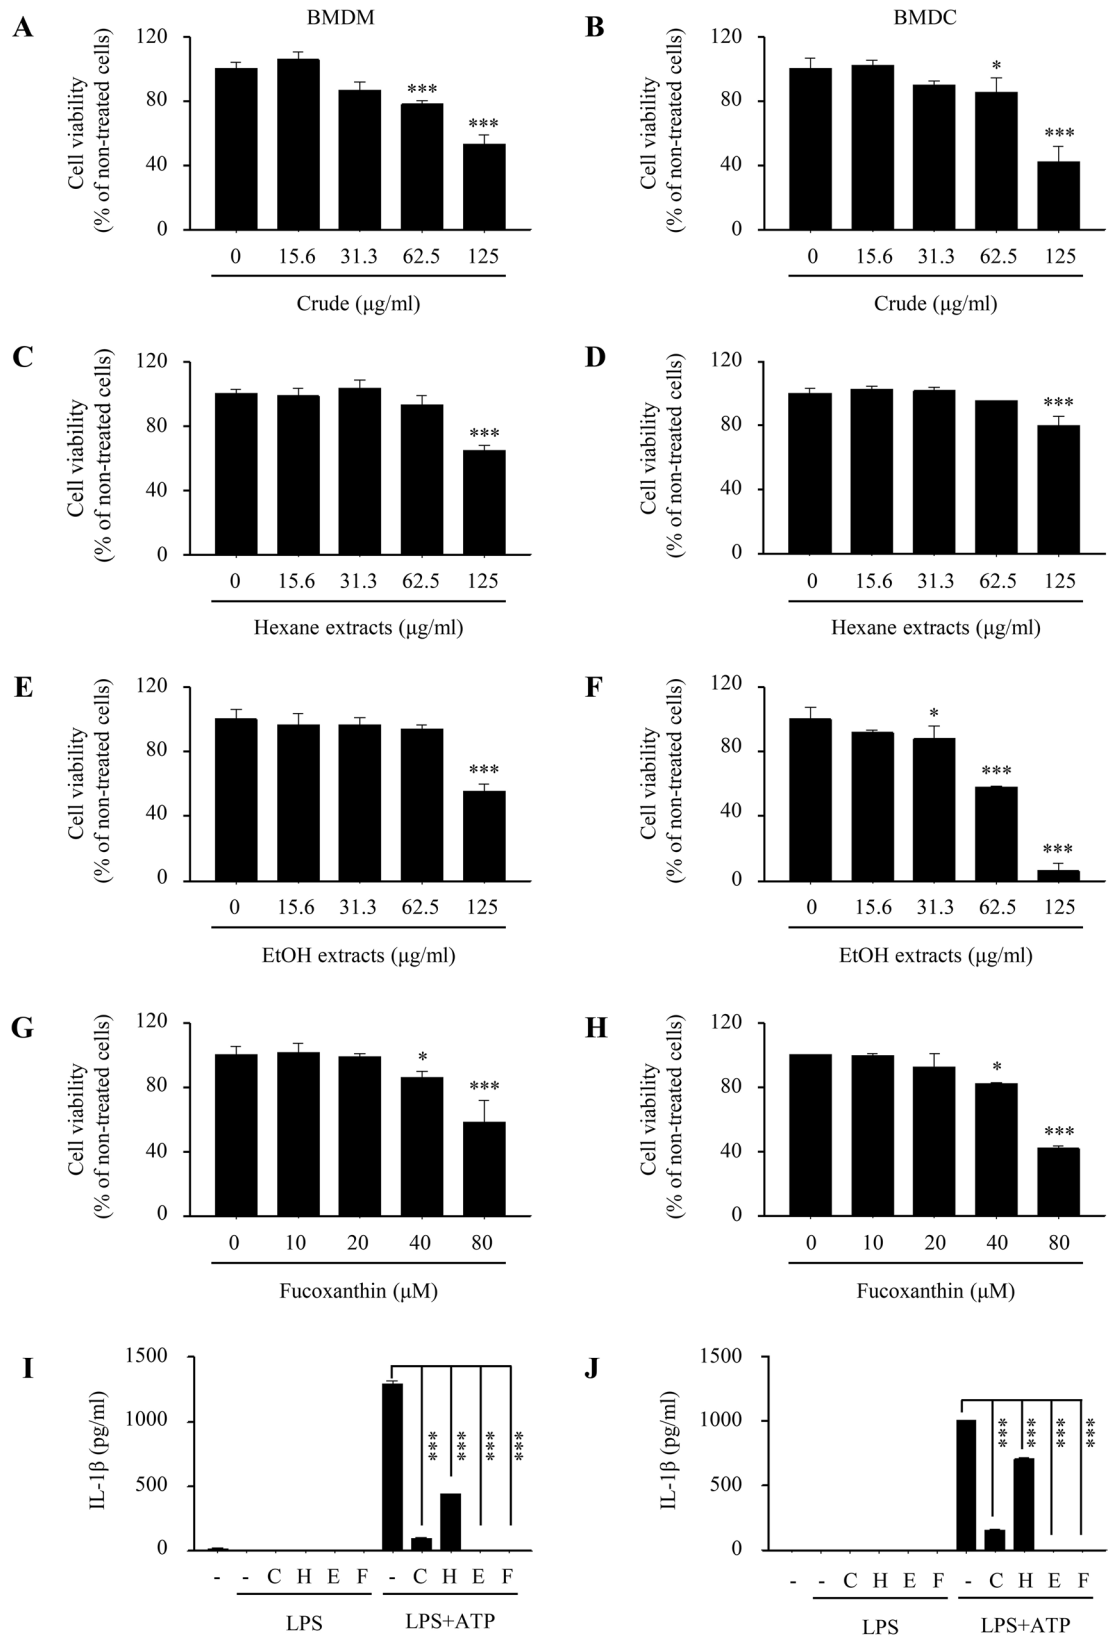 A
BMDM
120
80
40
0
Cell viability
(% of non-treated cells)
***
***
0 15.6 31.3 62.5 125
Crude (μg/ml)
B
BMDC
120
80
40
0
Cell viability
(% of non-treated cells)
*
***
0 15.6 31.3 62.5 125
Crude (μg/ml)
C
120
80
40
0
Cell viability
(% of non-treated cells)
***
0 15.6 31.3 62.5 125
Hexane extracts (μg/ml)
D
120
80
40
0
Cell viability
(% of non-treated cells)
***
0 15.6 31.3 62.5 125
Hexane extracts (μg/ml)
E
120
80
40
0
Cell viability
(% of non-treated cells)
***
0 15.6 31.3 62.5 125
EtOH extracts (μg/ml)
F
120
80
40
0
Cell viability
(% of non-treated cells)
*
***
***
0 15.6 31.3 62.5 125
EtOH extracts (μg/ml)
G
120
80
40
0
Cell viability
(% of non-treated cells)
*
***
0 10 20 40 80
Fucoxanthin (μM)
H
120
80
40
0
Cell viability
(% of non-treated cells)
*
***
0 10 20 40 80
Fucoxanthin (μM)
I
1500
1000
500
0
IL-1β (pg/ml)
*** *** *** ***
- - C H E F - C H E F
LPS LPS+ATP
J
1500
1000
500
0
IL-1β (pg/ml)
*** *** *** ***
- - C H E F - C H E F
LPS LPS+ATP